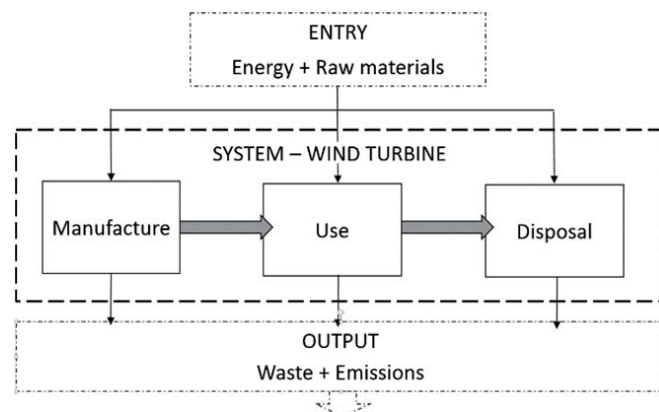 ENTRY
Energy + Raw materials
SYSTEM – WIND TURBINE
Manufacture
Use
Disposal
OUTPUT
Waste + Emissions